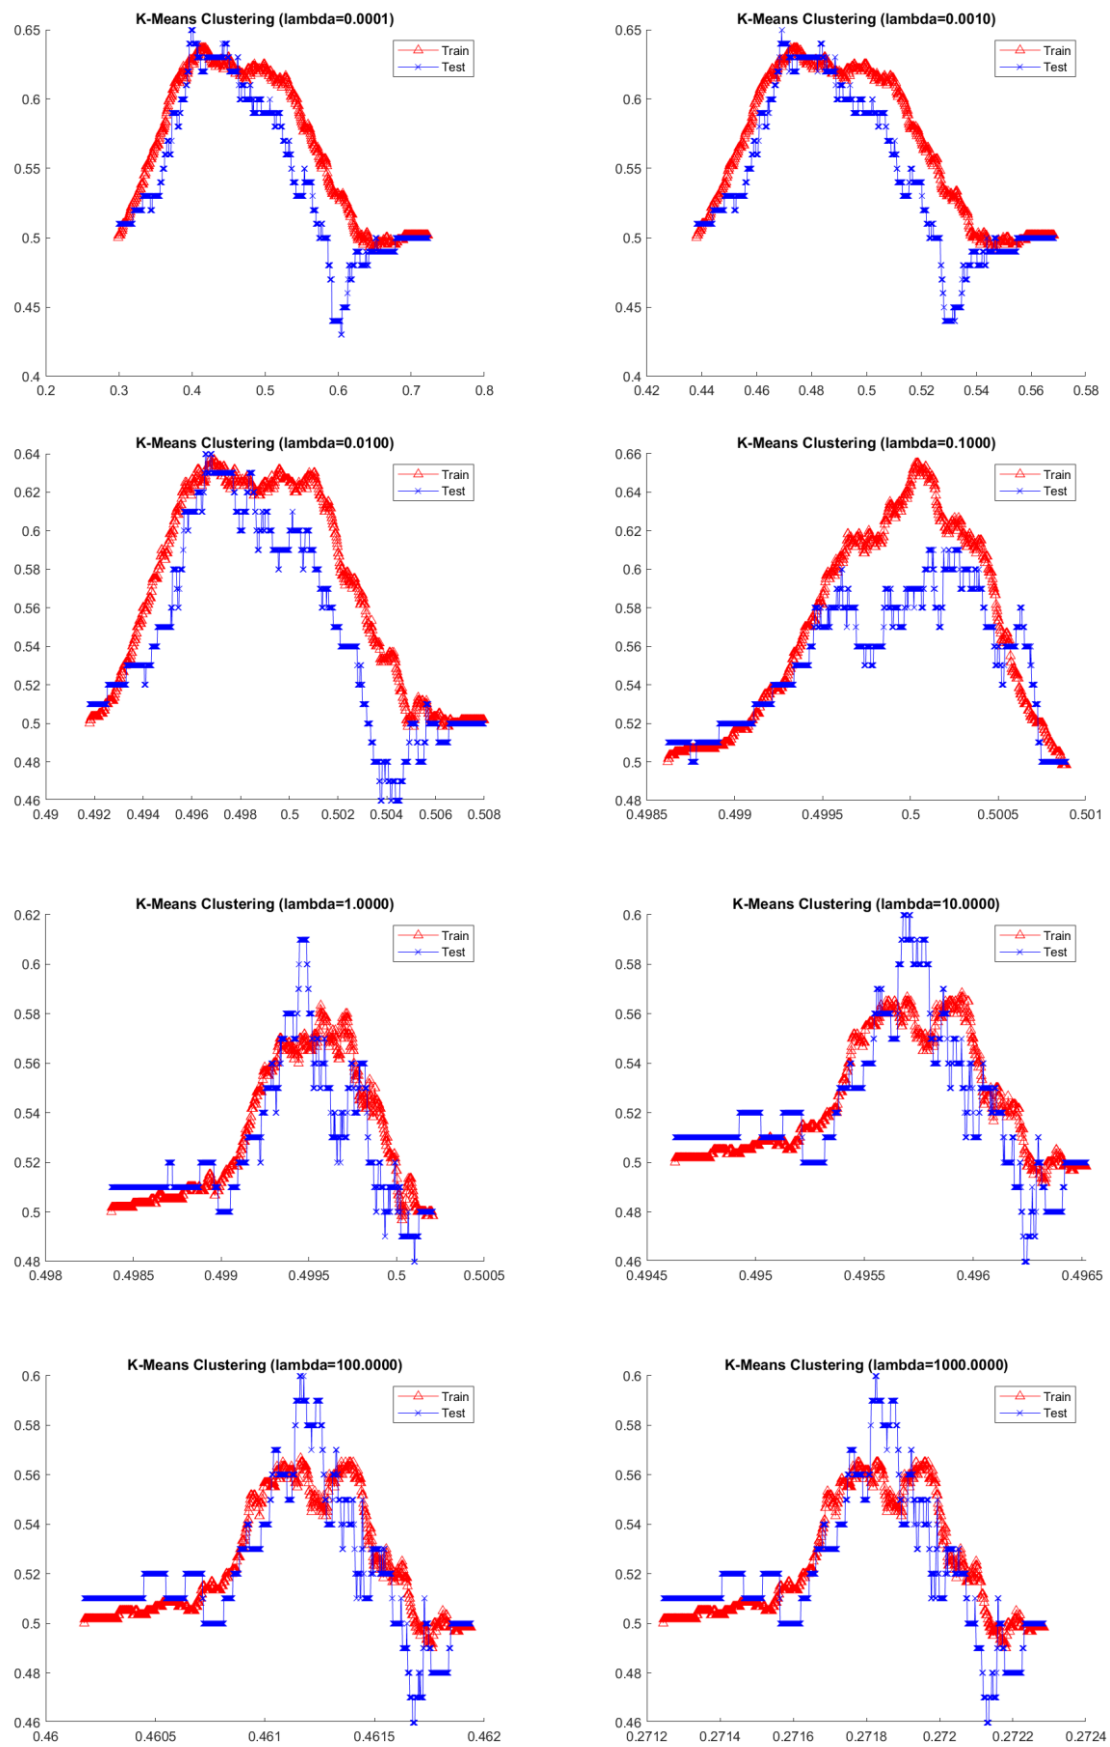 K-Means Clustering (lambda=0.0001)
0.65
0.6
0.55
0.5
0.45
0.4
0.2 0.3 0.4 0.5 0.6 0.7 0.8
Train
Test
K-Means Clustering (lambda=0.0010)
0.65
0.6
0.55
0.5
0.45
0.4
0.42 0.44 0.46 0.48 0.5 0.52 0.54 0.56 0.58
Train
Test
K-Means Clustering (lambda=0.0100)
0.64
0.62
0.6
0.58
0.56
0.54
0.52
0.5
0.48
0.46
0.49 0.492 0.494 0.496 0.498 0.5 0.502 0.504 0.506 0.508
Train
Test
K-Means Clustering (lambda=0.1000)
0.66
0.64
0.62
0.6
0.58
0.56
0.54
0.52
0.5
0.48
0.4985 0.499 0.4995 0.5 0.5005 0.501
Train
Test
K-Means Clustering (lambda=1.0000)
0.62
0.6
0.58
0.56
0.54
0.52
0.5
0.48
0.498 0.4985 0.499 0.4995 0.5 0.5005
Train
Test
K-Means Clustering (lambda=10.0000)
0.6
0.58
0.56
0.54
0.52
0.5
0.48
0.46
0.4945 0.495 0.4955 0.496 0.4965
Train
Test
K-Means Clustering (lambda=100.0000)
0.6
0.58
0.56
0.54
0.52
0.5
0.48
0.46
0.46 0.4605 0.461 0.4615 0.462
Train
Test
K-Means Clustering (lambda=1000.0000)
0.6
0.58
0.56
0.54
0.52
0.5
0.48
0.46
0.2712 0.2714 0.2716 0.2718 0.272 0.2722 0.2724
Train
Test